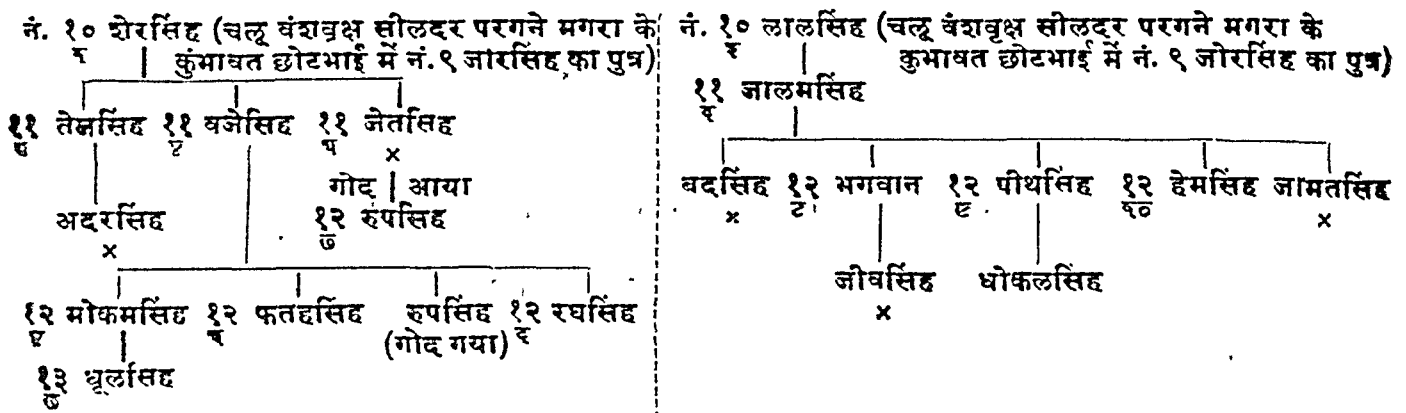 नं. १० शेरसिंह (चलू वंशवृक्ष सीलदर परगने मगरा के
कुंभावत छोटभाई में नं. ९ जोरसिंह का पुत्र)
११ तेजसिंह ११ वजेसिंह ११ जेतसिंह
×
गोद आया
अदरसिंह १२ रुपसिंह
× ७
१२ मोकमसिंह १२ फतहसिंह रुपसिंह १२ रघसिंह
(गोद गया)
१३ धूलसिंह
नं. १० लालसिंह (चलू वंशवृक्ष सीलदर परगने मगरा के
कुंभावत छोटभाई में नं. ९ जोरसिंह का पुत्र)
११ जालमसिंह
वदसिंह १२ भगवान १२ पीथसिंह १२ हेमसिंह जामतसिंह
× १० ×
जीवसिंह धोकलसिंह
×